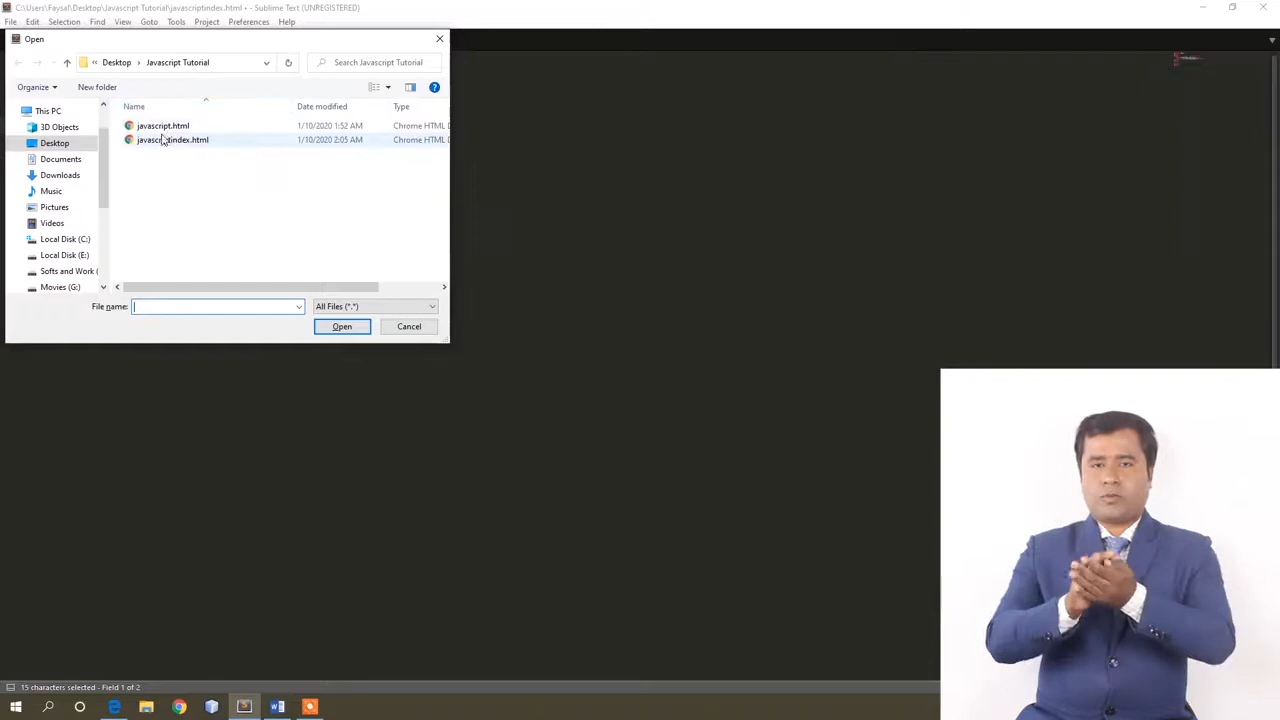 C:\Users\Faysal\Desktop\Javascript Tutorial\javascriptindex.html • - Sublime Text (UNREGISTERED)
File Edit Selection Find View Goto Tools Project Preferences Help
Open
« Desktop › Javascript Tutorial
Search Javascript Tutorial
Organize
New folder
Name Date modified Type
This PC
3D Objects
Desktop
Documents
Downloads
Music
Pictures
Videos
Local Disk (C:)
Local Disk (E:)
Softs and Work (
Movies (G:)
javascript.html 1/10/2020 1:52 AM Chrome HTML D
javascriptindex.html 1/10/2020 2:05 AM Chrome HTML D
File name:
All Files (*.*)
Open
Cancel
15 characters selected - Field 1 of 2